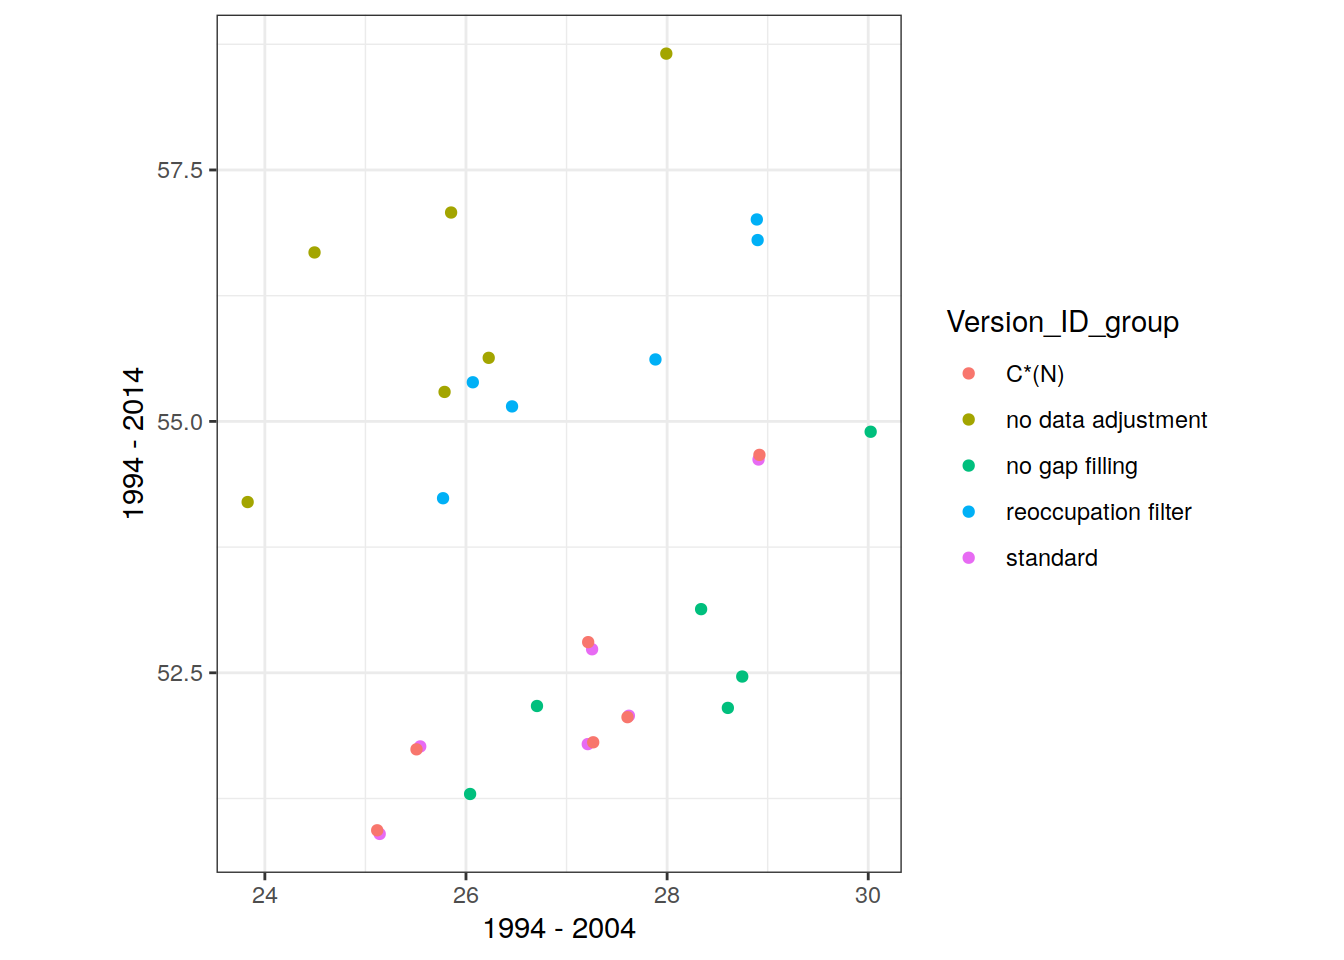 57.5
55.0
52.5
1994 - 2014
24
26
28
30
1994 - 2004
Version_ID_group
C*(N)
no data adjustment
no gap filling
reoccupation filter
standard